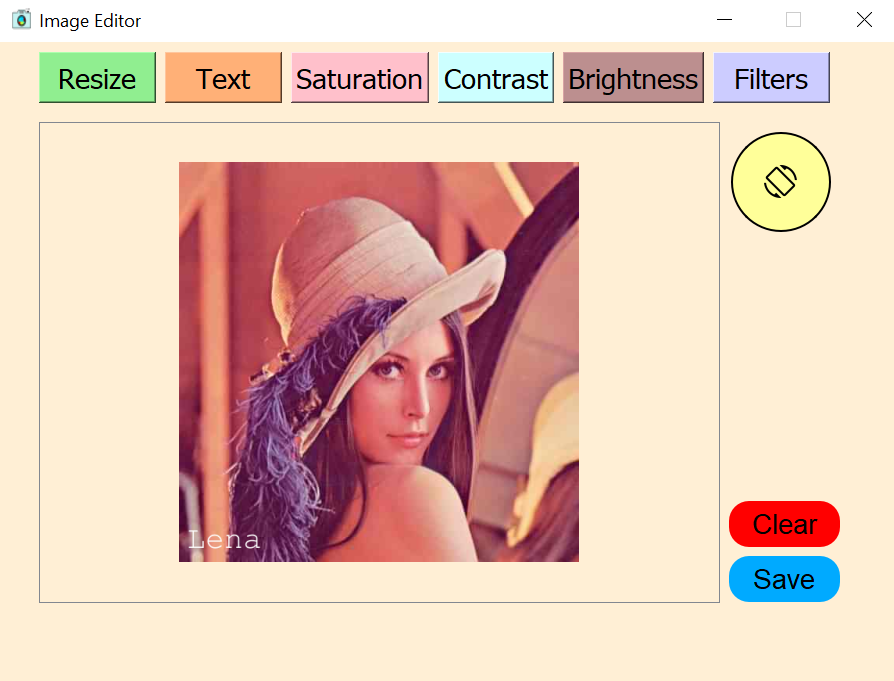 Image Editor
Resize
Text
Saturation
Contrast
Brightness
Filters
Lena
Clear
Save